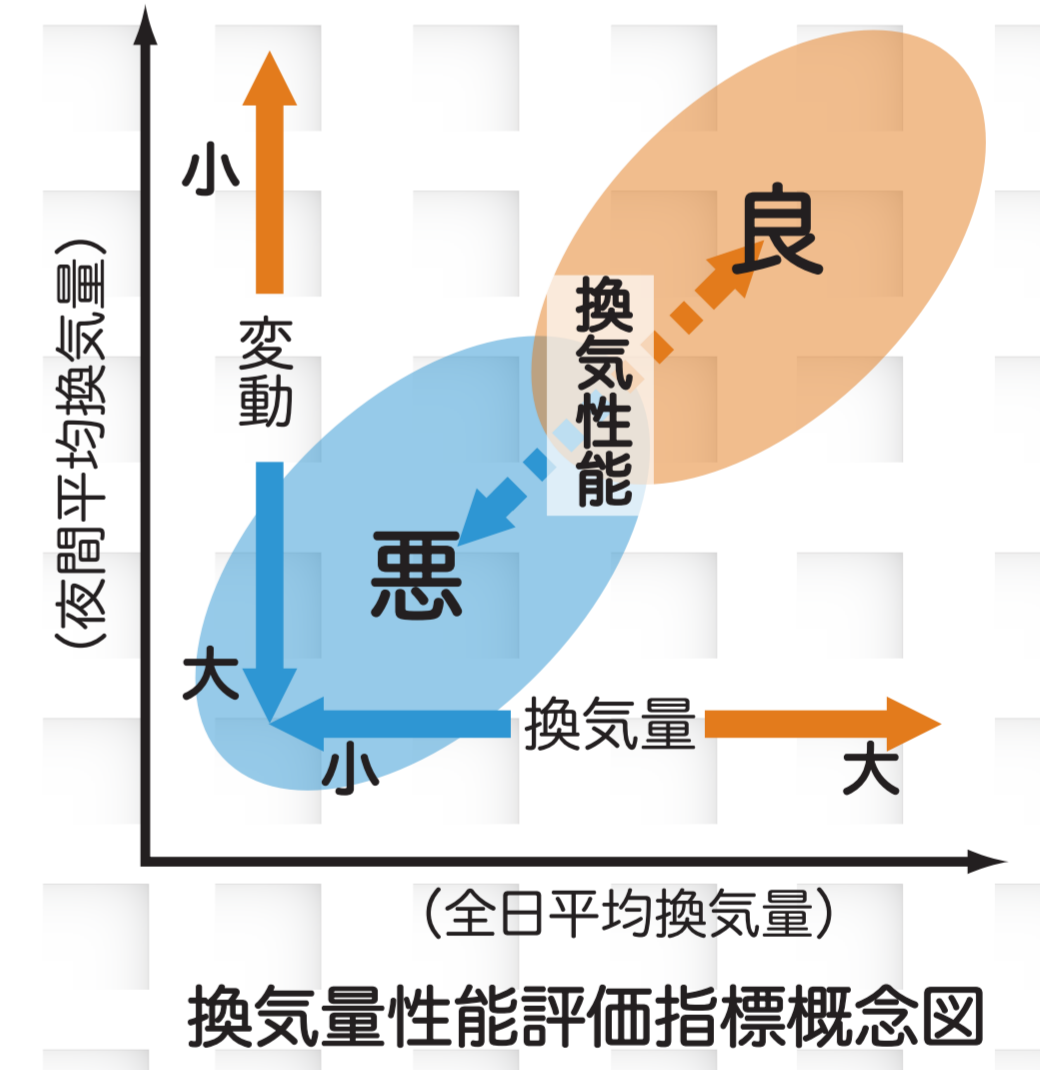 小
変動
大
（夜間平均換気量）
良
換気性能
悪
換気量
小
大
（全日平均換気量）
換気量性能評価指標概念図